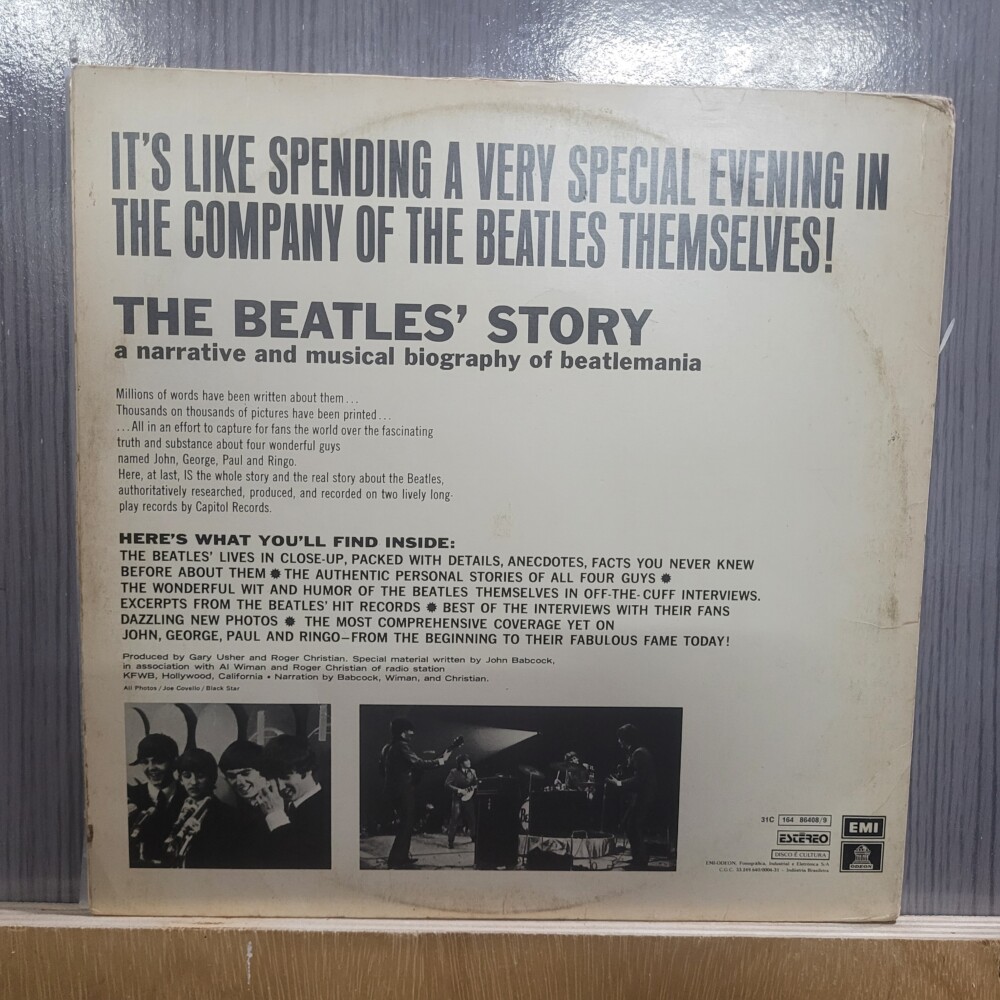 IT'S LIKE SPENDING A VERY SPECIAL EVENING IN
THE COMPANY OF THE BEATLES THEMSELVES!
THE BEATLES' STORY
a narrative and musical biography of beatlemania
Millions of words have been written about them...
Thousands on thousands of pictures have been printed...
...All in an effort to capture for fans the world over the fascinating
truth and substance about four wonderful guys
named John, George, Paul and Ringo.
Here, at last, IS the whole story and the real story about the Beatles,
authoritatively researched, produced, and recorded on two lively long-
play records by Capitol Records.
HERE'S WHAT YOU'LL FIND INSIDE:
THE BEATLES' LIVES IN CLOSE-UP, PACKED WITH DETAILS, ANECDOTES, FACTS YOU NEVER KNEW
BEFORE ABOUT THEM ✹ THE AUTHENTIC PERSONAL STORIES OF ALL FOUR GUYS ✹
THE WONDERFUL WIT AND HUMOR OF THE BEATLES THEMSELVES IN OFF-THE-CUFF INTERVIEWS.
EXCERPTS FROM THE BEATLES' HIT RECORDS ✹ BEST OF THE INTERVIEWS WITH THEIR FANS
DAZZLING NEW PHOTOS ✹ THE MOST COMPREHENSIVE COVERAGE YET ON
JOHN, GEORGE, PAUL AND RINGO—FROM THE BEGINNING TO THEIR FABULOUS FAME TODAY!
Produced by Gary Usher and Roger Christian. Special material written by John Babcock,
in association with Al Wiman and Roger Christian of radio station
KFWB, Hollywood, California • Narration by Babcock, Wiman, and Christian.
All Photos / Joe Covello / Black Star
31C 164 86408/9
ESTÉREO
DISCO É CULTURA
EMI-ODEON, Fonográfica, Industrial e Eletrônica S/A
Indústria Brasileira
EMI
ODEON